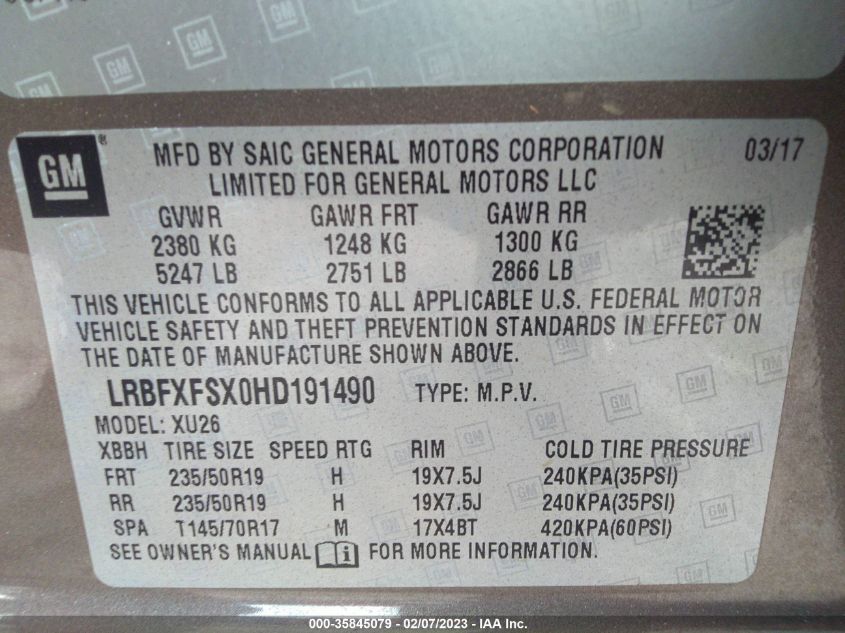 GM
MFD BY SAIC GENERAL MOTORS CORPORATION 03/17
LIMITED FOR GENERAL MOTORS LLC
GVWR GAWR FRT GAWR RR
2380 KG 1248 KG 1300 KG
5247 LB 2751 LB 2866 LB
THIS VEHICLE CONFORMS TO ALL APPLICABLE U.S. FEDERAL MOTOR
VEHICLE SAFETY AND THEFT PREVENTION STANDARDS IN EFFECT ON
THE DATE OF MANUFACTURE SHOWN ABOVE.
LRBFXFSX0HD191490 TYPE: M.P.V.
MODEL: XU26
XBBH TIRE SIZE SPEED RTG RIM COLD TIRE PRESSURE
FRT 235/50R19 H 19X7.5J 240KPA(35PSI)
RR 235/50R19 H 19X7.5J 240KPA(35PSI)
SPA T145/70R17 M 17X4BT 420KPA(60PSI)
SEE OWNER'S MANUAL i FOR MORE INFORMATION.
000-35845079 - 02/07/2023 - IAA Inc.